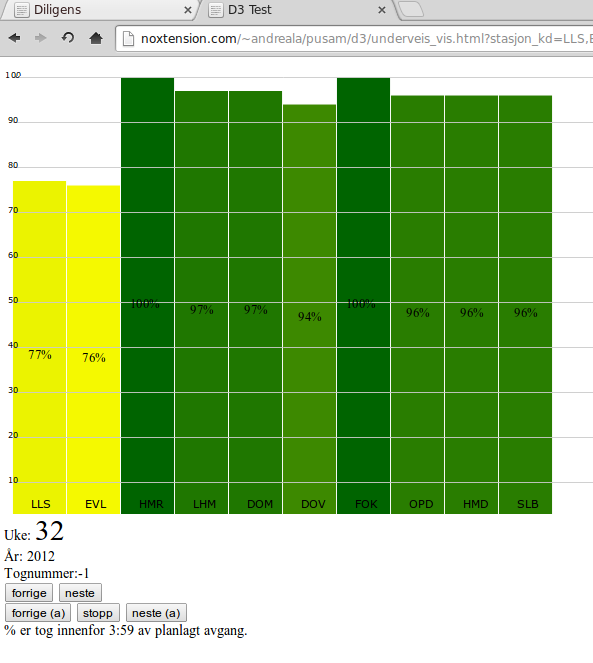 Diligens
D3 Test
noxtension.com/~andreala/pusam/d3/underveis_vis.html?stasjon_kd=LLS,E
100
90
80
70
60
50
40
30
20
10
77%
76%
100%
97%
97%
94%
100%
96%
96%
96%
LLS EVL HMR LHM DOM DOV FOK OPD HMD SLB
Uke: 32
År: 2012
Tognummer:-1
forrige neste
forrige (a) stopp neste (a)
% er tog innenfor 3:59 av planlagt avgang.